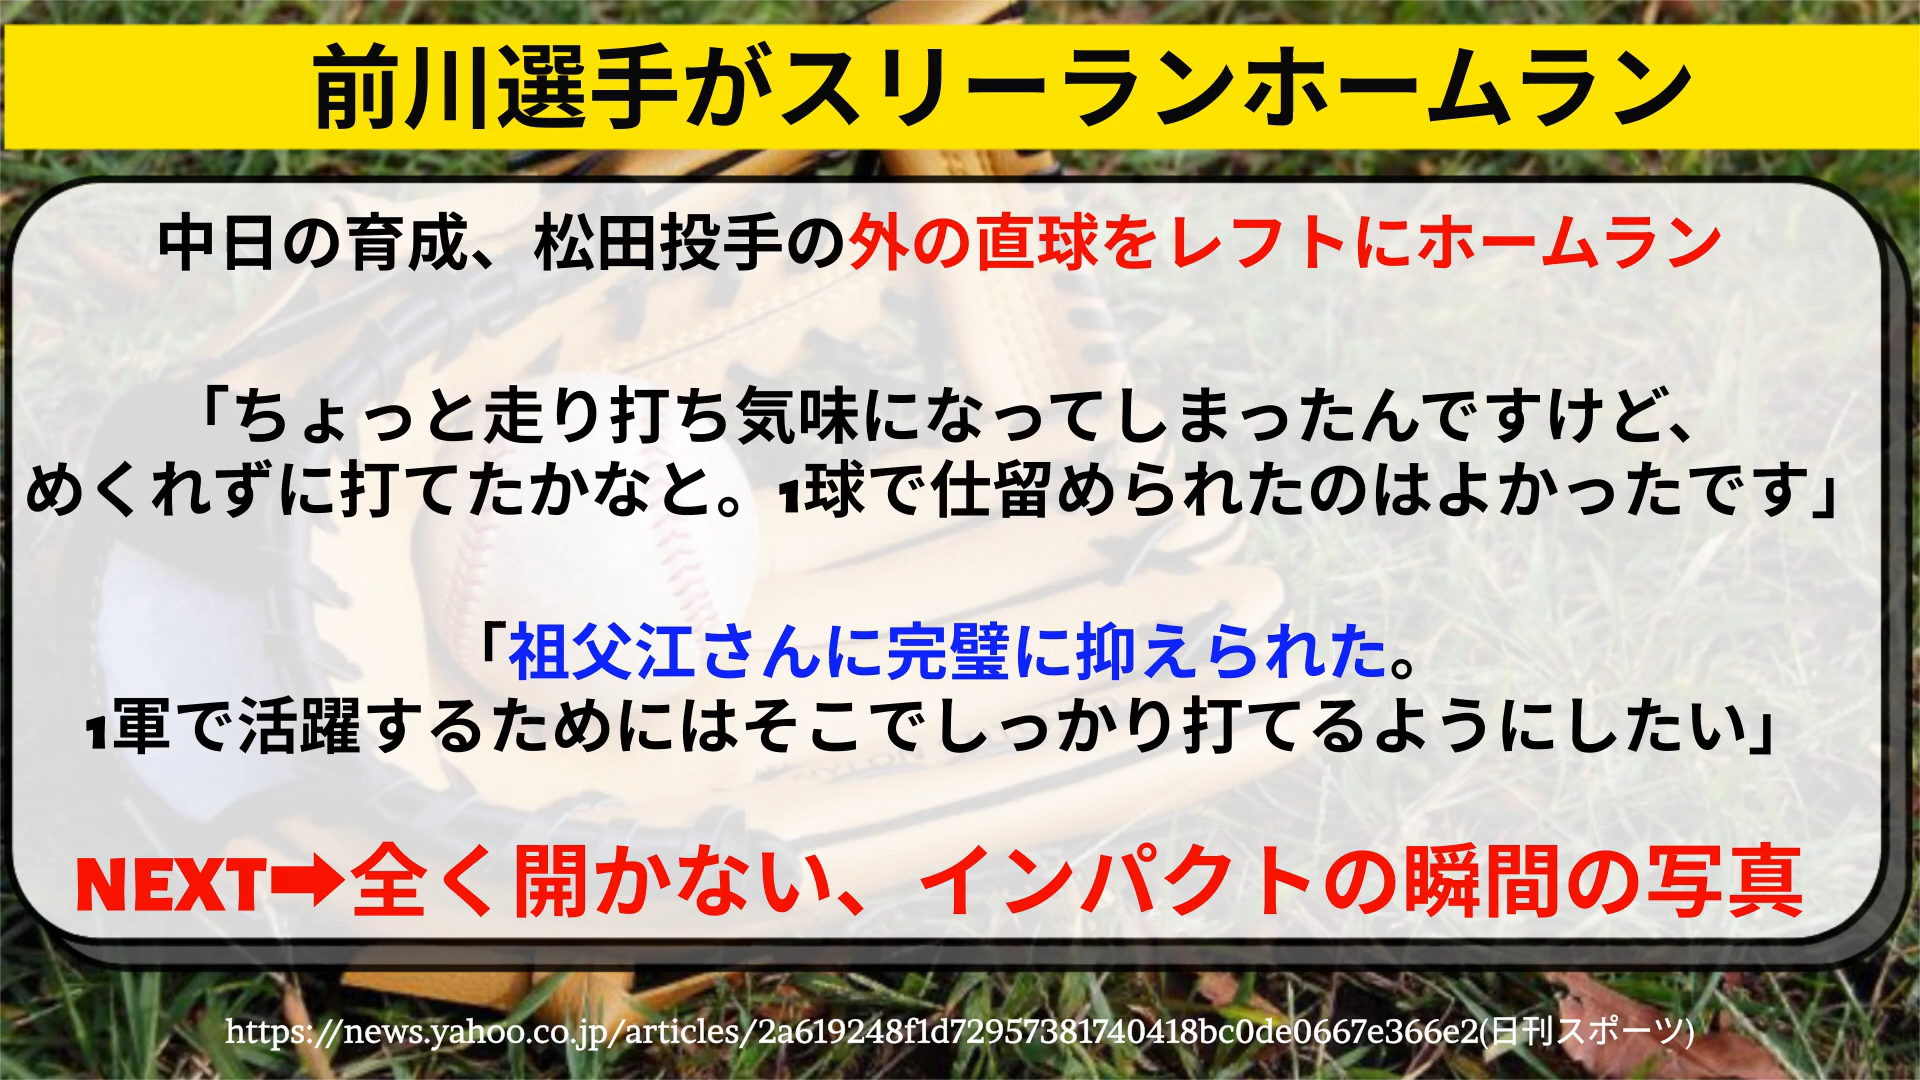 前川選手がスリーランホームラン
中日の育成、松田投手の外の直球をレフトにホームラン
「ちょっと走り打ち気味になってしまったんですけど、
めくれずに打てたかなと。1球で仕留められたのはよかったです」
「祖父江さんに完璧に抑えられた。
1軍で活躍するためにはそこでしっかり打てるようにしたい」
NEXT➡全く開かない、インパクトの瞬間の写真
https://news.yahoo.co.jp/articles/2a619248f1d72957381740418bc0de0667e366e2(日刊スポーツ)